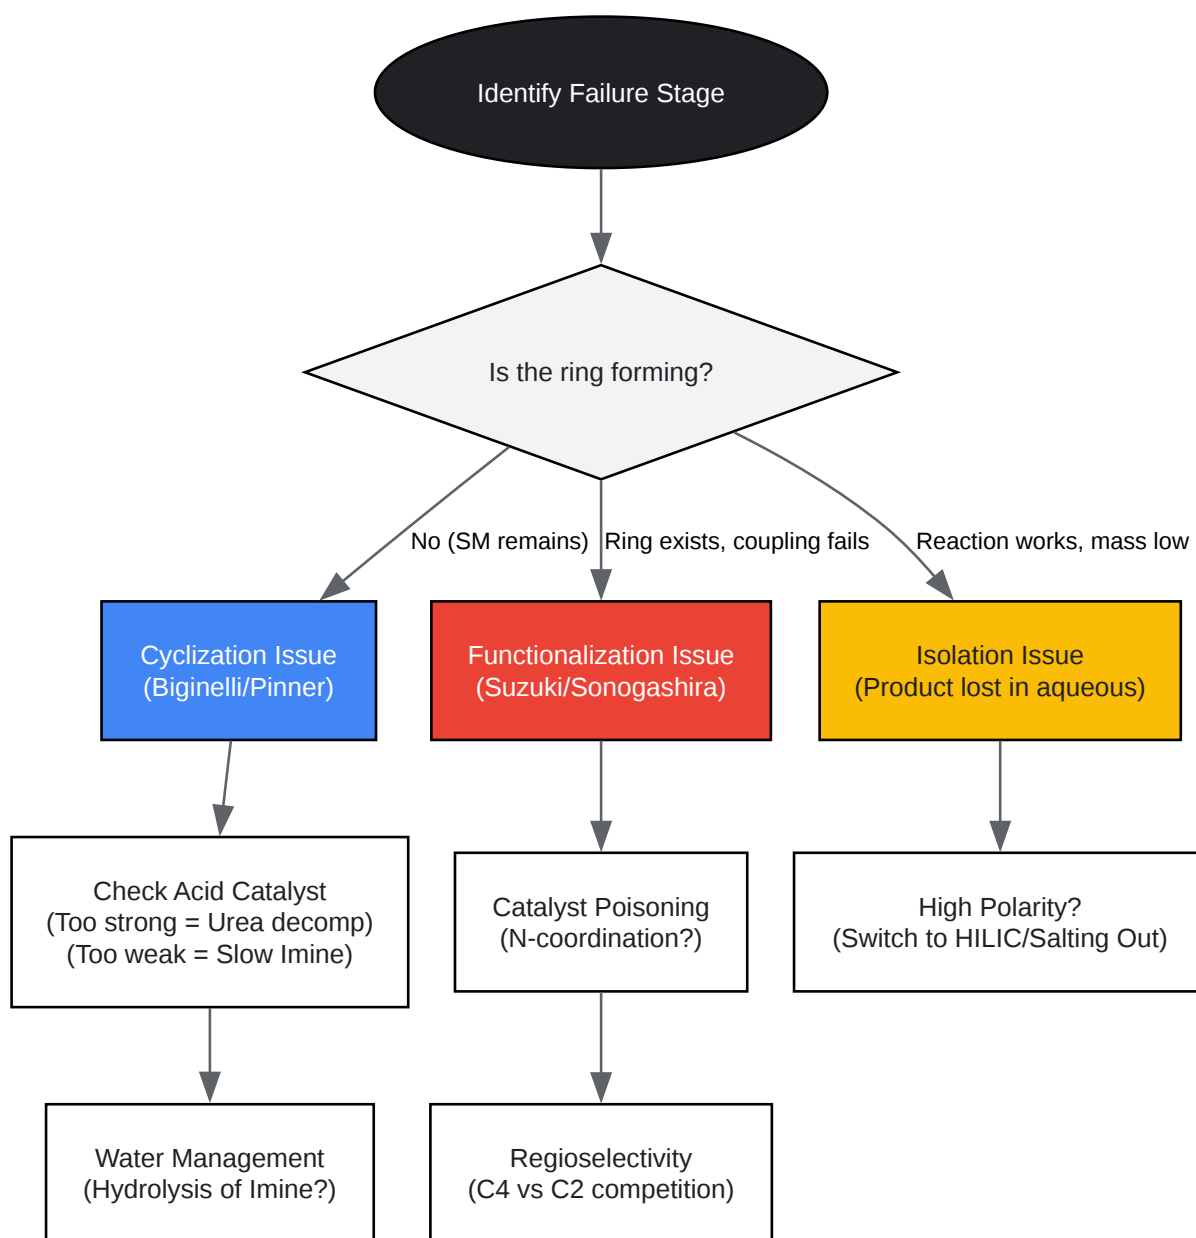 Identify Failure Stage
Is the ring forming?
No (SM remains)
Ring exists, coupling fails
Reaction works, mass low
Cyclization Issue
(Biginelli/Pinner)
Functionalization Issue
(Suzuki/Sonogashira)
Isolation Issue
(Product lost in aqueous)
Check Acid Catalyst
(Too strong = Urea decomp)
(Too weak = Slow Imine)
Catalyst Poisoning
(N-coordination?)
High Polarity?
(Switch to HILIC/Salting Out)
Water Management
(Hydrolysis of Imine?)
Regioselectivity
(C4 vs C2 competition)